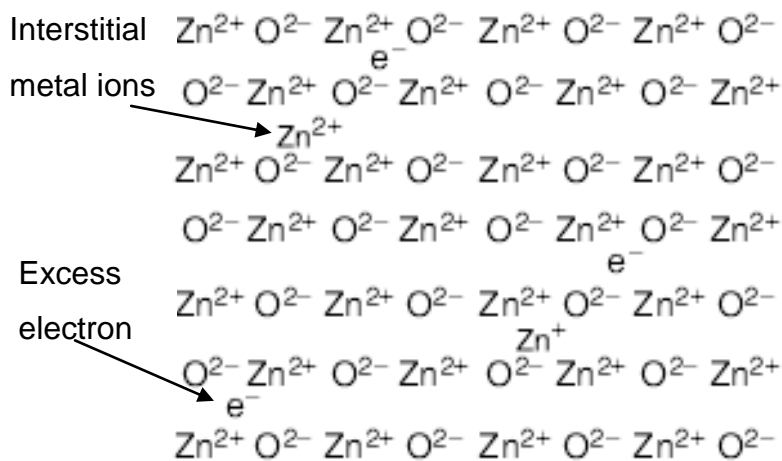 Interstitial
metal ions
Zn²⁺ O²⁻ Zn²⁺ O²⁻ Zn²⁺ O²⁻ Zn²⁺ O²⁻
e⁻
O²⁻ Zn²⁺ O²⁻ Zn²⁺ O²⁻ Zn²⁺ O²⁻ Zn²⁺
Zn²⁺
Zn²⁺ O²⁻ Zn²⁺ O²⁻ Zn²⁺ O²⁻ Zn²⁺ O²⁻
O²⁻ Zn²⁺ O²⁻ Zn²⁺ O²⁻ Zn²⁺ O²⁻ Zn²⁺
e⁻
Excess
electron
Zn²⁺ O²⁻ Zn²⁺ O²⁻ Zn²⁺ O²⁻ Zn²⁺ O²⁻
Zn⁺
O²⁻ Zn²⁺ O²⁻ Zn²⁺ O²⁻ Zn²⁺ O²⁻ Zn²⁺
e⁻
Zn²⁺ O²⁻ Zn²⁺ O²⁻ Zn²⁺ O²⁻ Zn²⁺ O²⁻